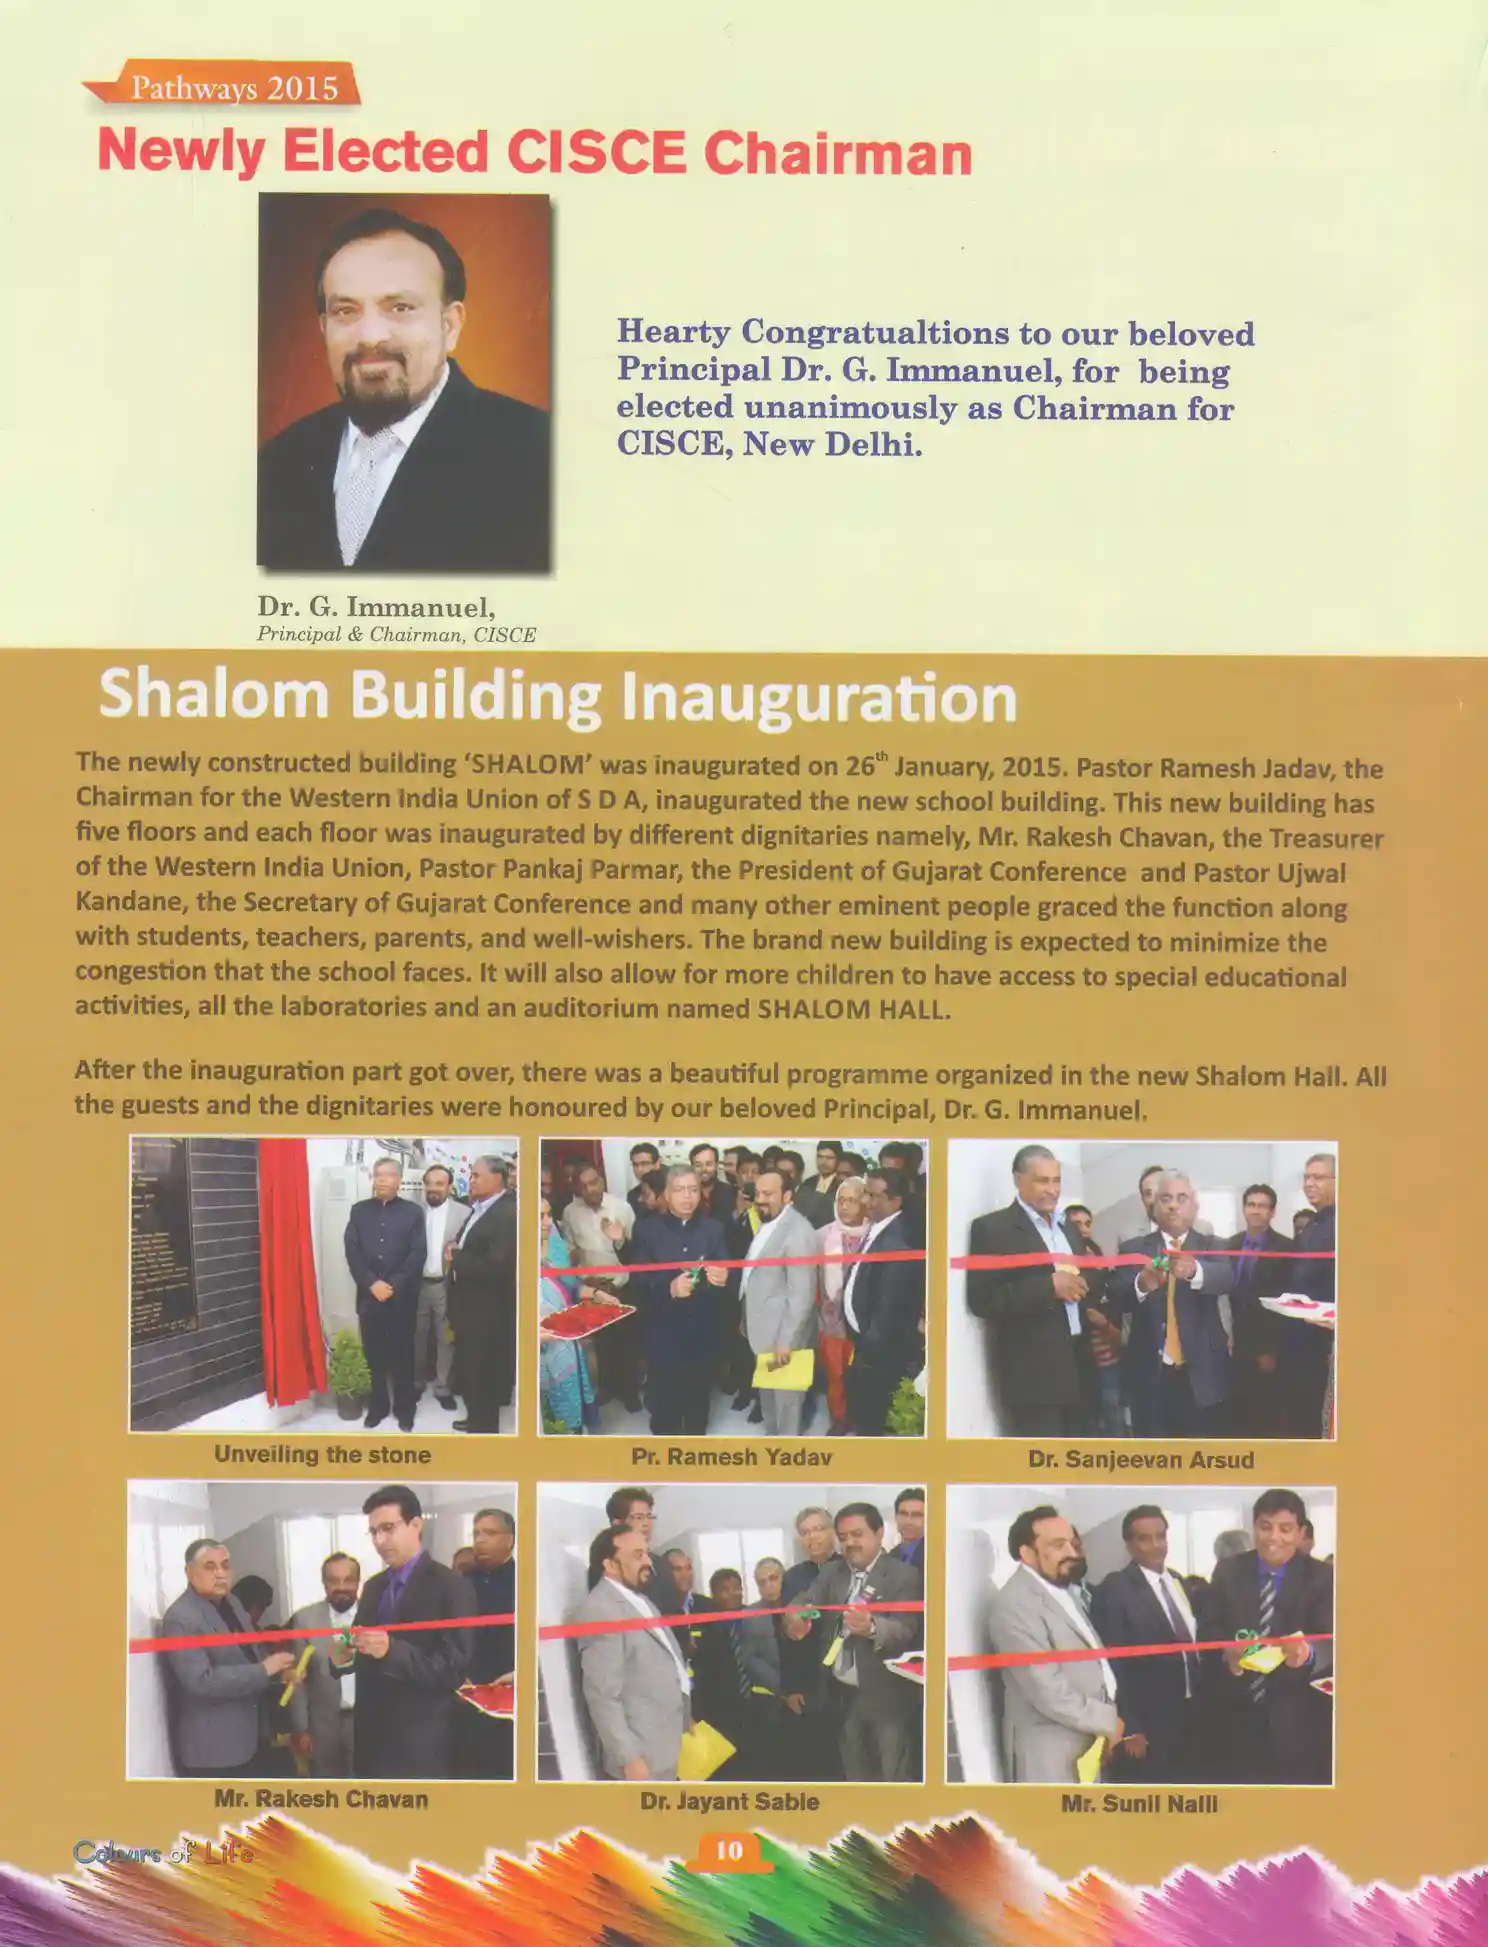 Pathways 2015
Newly Elected CISCE Chairman
Hearty Congratualtions to our beloved
Principal Dr. G. Immanuel, for being
elected unanimously as Chairman for
CISCE, New Delhi.
Dr. G. Immanuel,
Principal & Chairman, CISCE
Shalom Building Inauguration
The newly constructed building ‘SHALOM’ was inaugurated on 26th January, 2015. Pastor Ramesh Jadav, the
Chairman for the Western India Union of S D A, inaugurated the new school building. This new building has
five floors and each floor was inaugurated by different dignitaries namely, Mr. Rakesh Chavan, the Treasurer
of the Western India Union, Pastor Pankaj Parmar, the President of Gujarat Conference and Pastor Ujwal
Kandane, the Secretary of Gujarat Conference and many other eminent people graced the function along
with students, teachers, parents, and well-wishers. The brand new building is expected to minimize the
congestion that the school faces. It will also allow for more children to have access to special educational
activities, all the laboratories and an auditorium named SHALOM HALL.
After the inauguration part got over, there was a beautiful programme organized in the new Shalom Hall. All
the guests and the dignitaries were honoured by our beloved Principal, Dr. G. Immanuel.
Unveiling the stone
Pr. Ramesh Yadav
Dr. Sanjeevan Arsud
Mr. Rakesh Chavan
Dr. Jayant Sable
Mr. Sunil Nalli
Colours of Life
10